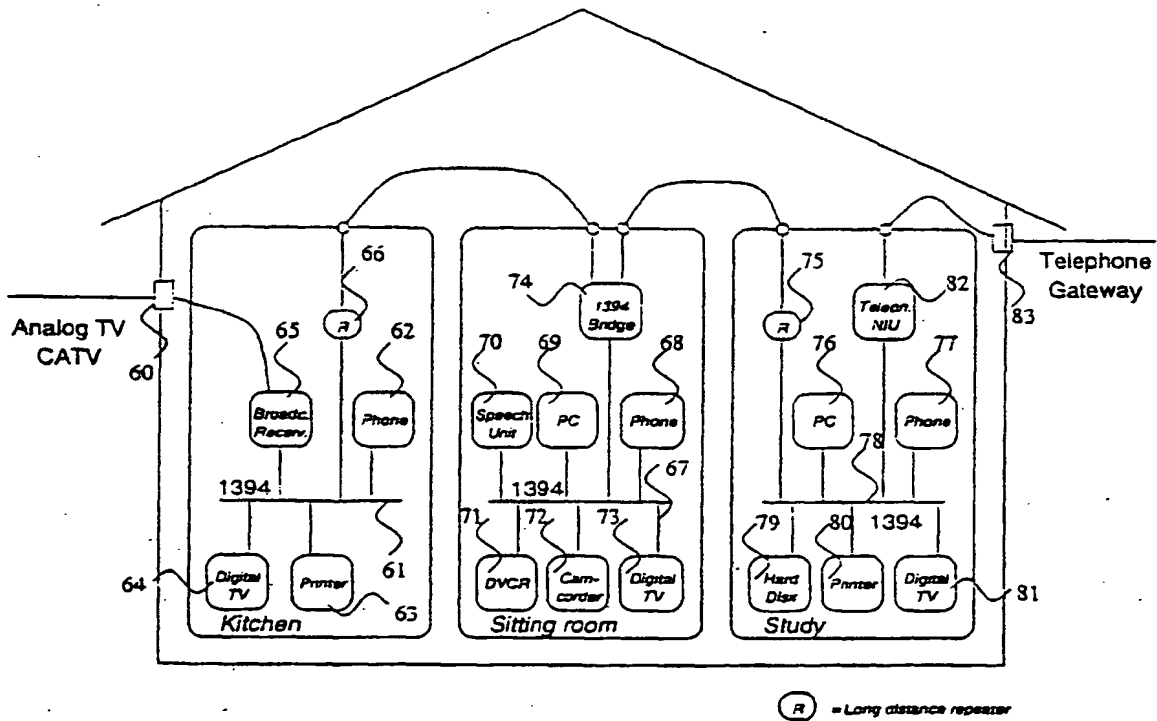 66
75
Telephone
Gateway
74
1394
Bridge
R
R
Telepn.
NIU
82
83
Analog TV
CATV
60
65
62
70
69
68
76
77
Broadc.
Receiv.
Phone
Speech
Unit
PC
Phone
PC
Phone
78
67
1394
1394
1394
61
71
72
73
79
80
64
Digital
TV
Printer
63
DVCR
Cam-
corder
Digital
TV
Hard
Disk
Printer
Digital
TV
81
Kitchen
Sitting room
Study
R = Long distance repeater